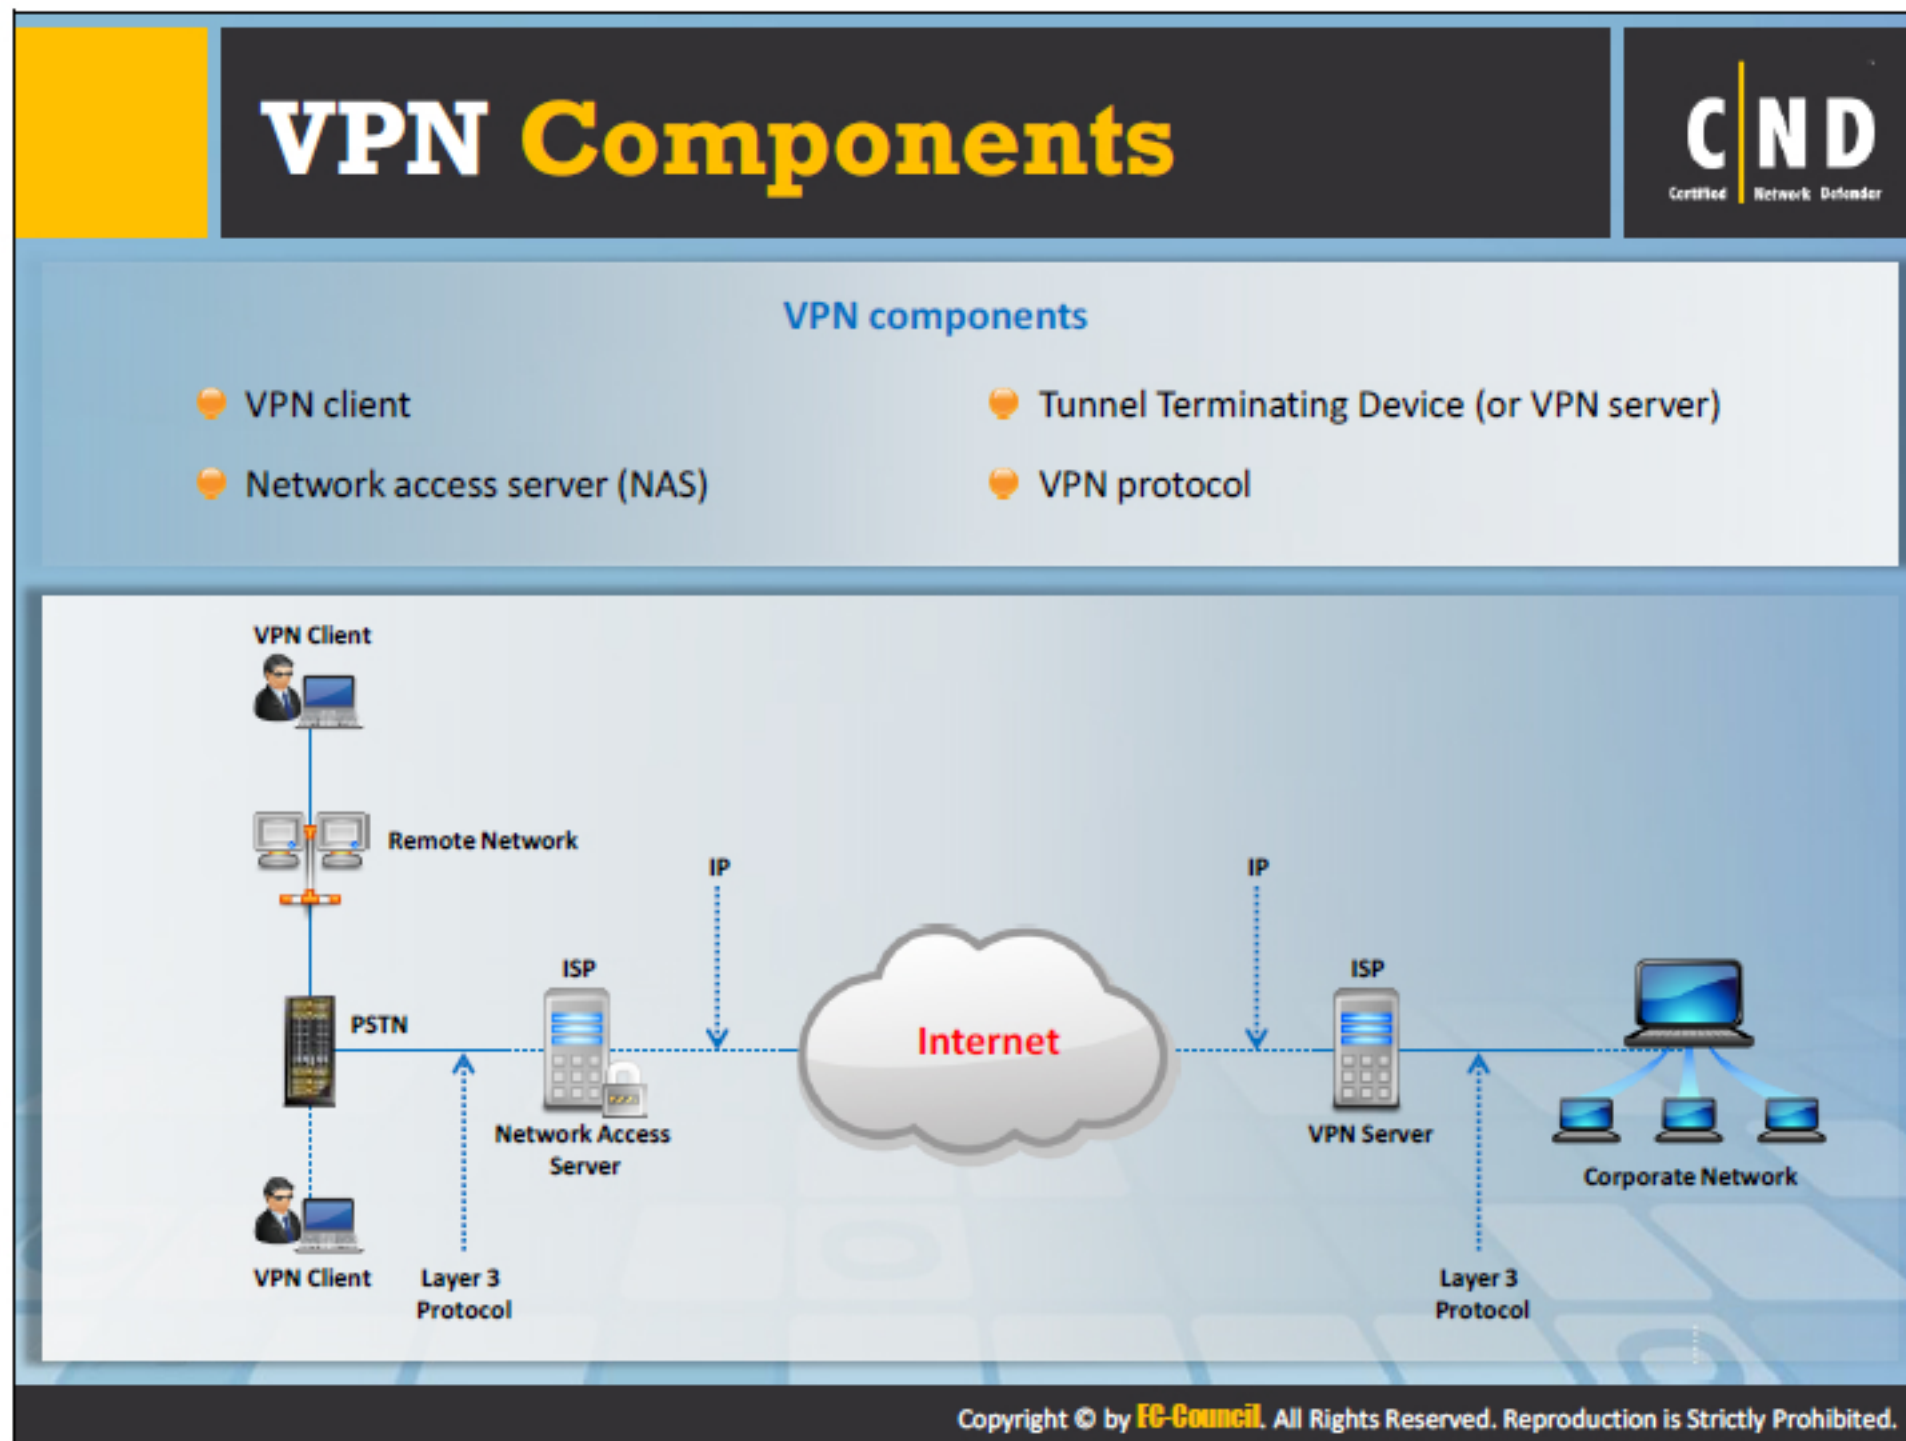 VPN Components
C N D
Certified Network Defender
VPN components
VPN client
Network access server (NAS)
Tunnel Terminating Device (or VPN server)
VPN protocol
VPN Client
Remote Network
PSTN
VPN Client
Layer 3
Protocol
ISP
Network Access
Server
IP
Internet
IP
ISP
VPN Server
Layer 3
Protocol
Corporate Network
Copyright © by EC-Council. All Rights Reserved. Reproduction is Strictly Prohibited.